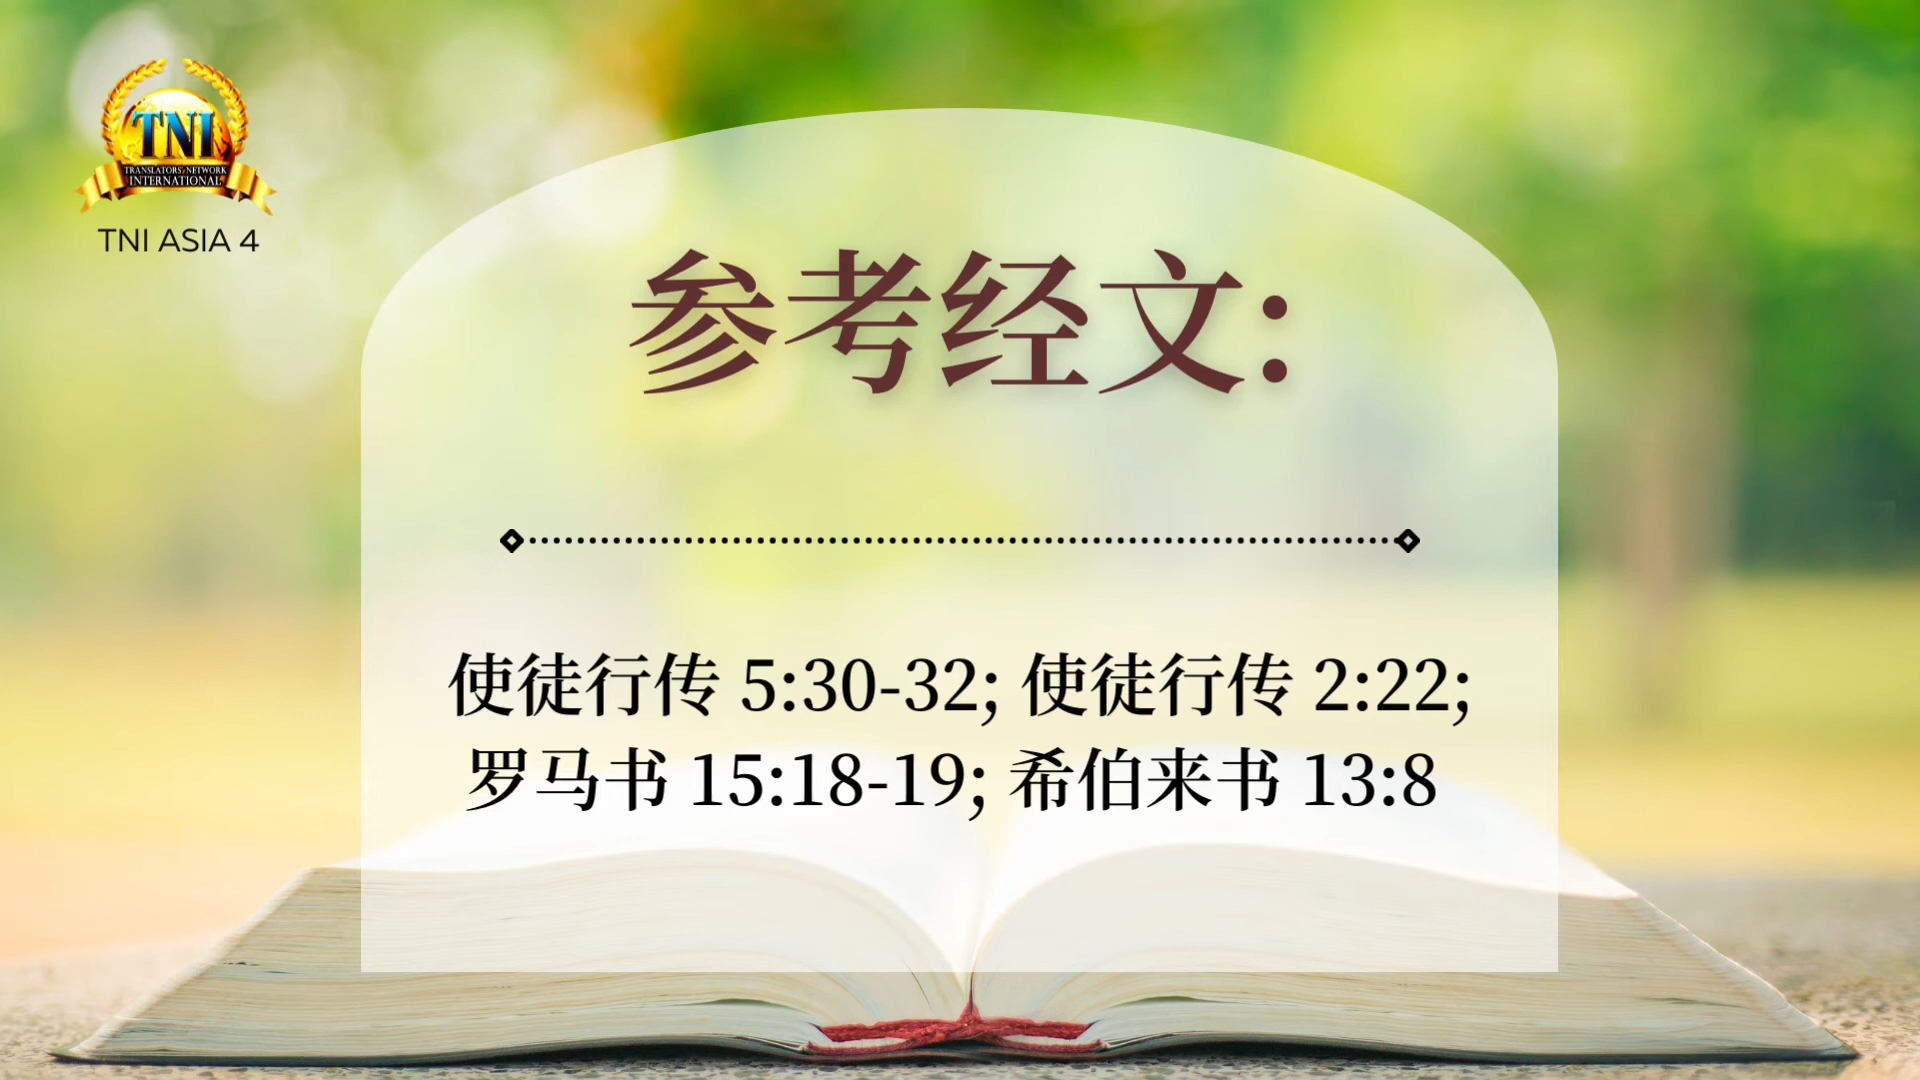 TNI
TRANSLATORS NETWORK
INTERNATIONAL
TNI ASIA 4
参考经文:
使徒行传 5:30-32; 使徒行传 2:22;
罗马书 15:18-19; 希伯来书 13:8